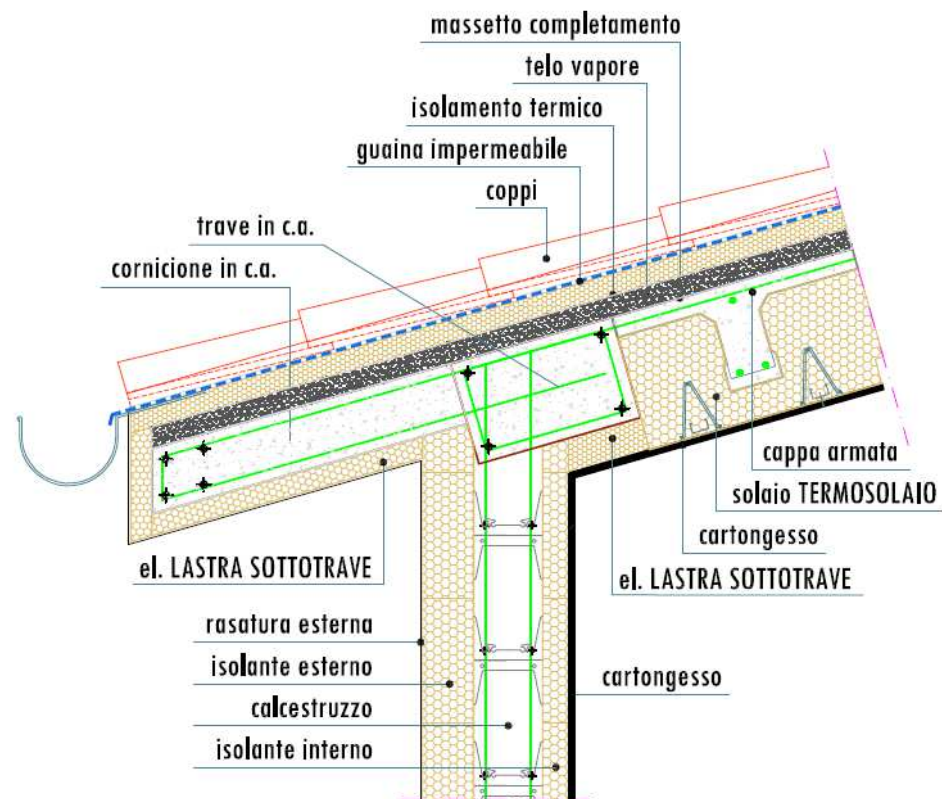 massetto completamento
telo vapore
isolamento termico
guaina impermeabile
coppi
trave in c.a.
cornicione in c.a.
cappa armata
solaio TERMOSOLAIO
cartongesso
el. LASTRA SOTTOTRAVE
el. LASTRA SOTTOTRAVE
rasatura esterna
isolante esterno
cartongesso
calcestruzzo
isolante interno